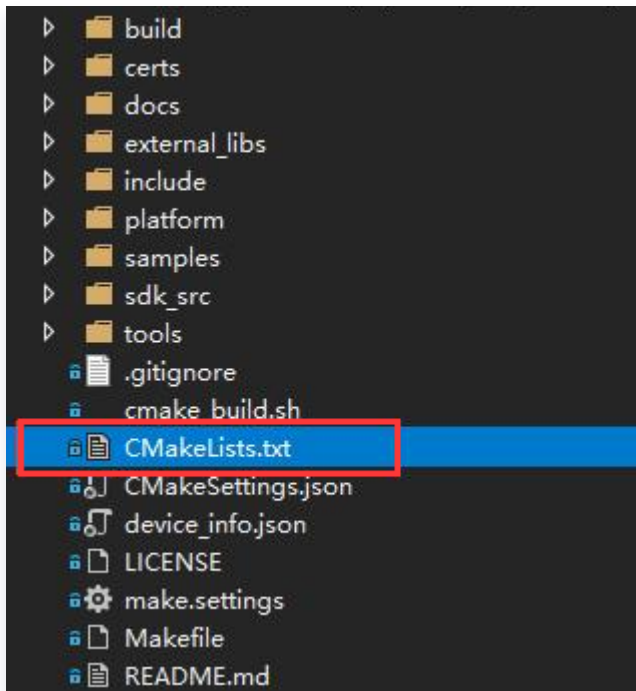 build
certs
docs
external_libs
include
platform
samples
sdk_src
tools
.gitignore
cmake_build.sh
CMakeLists.txt
CMakeSettings.json
device_info.json
LICENSE
make.settings
Makefile
README.md